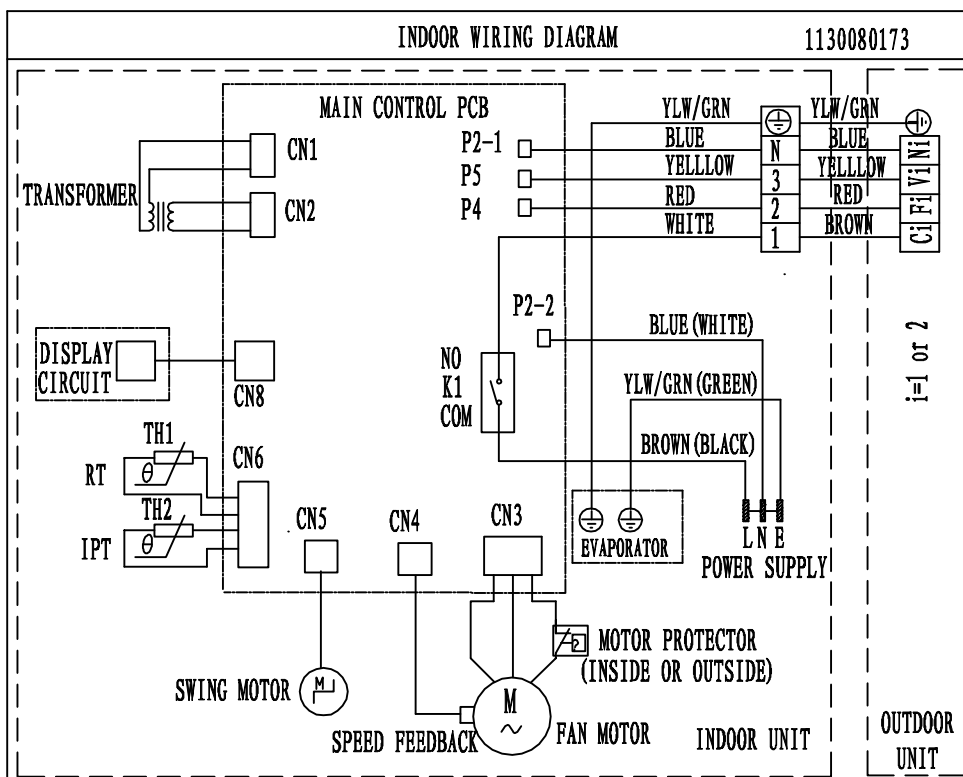 INDOOR WIRING DIAGRAM
1130080173
MAIN CONTROL PCB
CN1
CN2
TRANSFORMER
P2-1
P5
P4
YLW/GRN
BLUE
YELLLOW
RED
WHITE
N
3
2
1
YLW/GRN
BLUE
YELLLOW
RED
BROWN
Ni
Vi
Fi
Ci
i=1 or 2
P2-2
BLUE(WHITE)
YLW/GRN(GREEN)
BROWN(BLACK)
NO
K1
COM
DISPLAY
CIRCUIT
CN8
TH1
RT
θ
CN6
TH2
IPT
θ
CN5
CN4
CN3
EVAPORATOR
L N E
POWER SUPPLY
MOTOR PROTECTOR
(INSIDE OR OUTSIDE)
SWING MOTOR
M
SPEED FEEDBACK
M
~
FAN MOTOR
INDOOR UNIT
OUTDOOR
UNIT